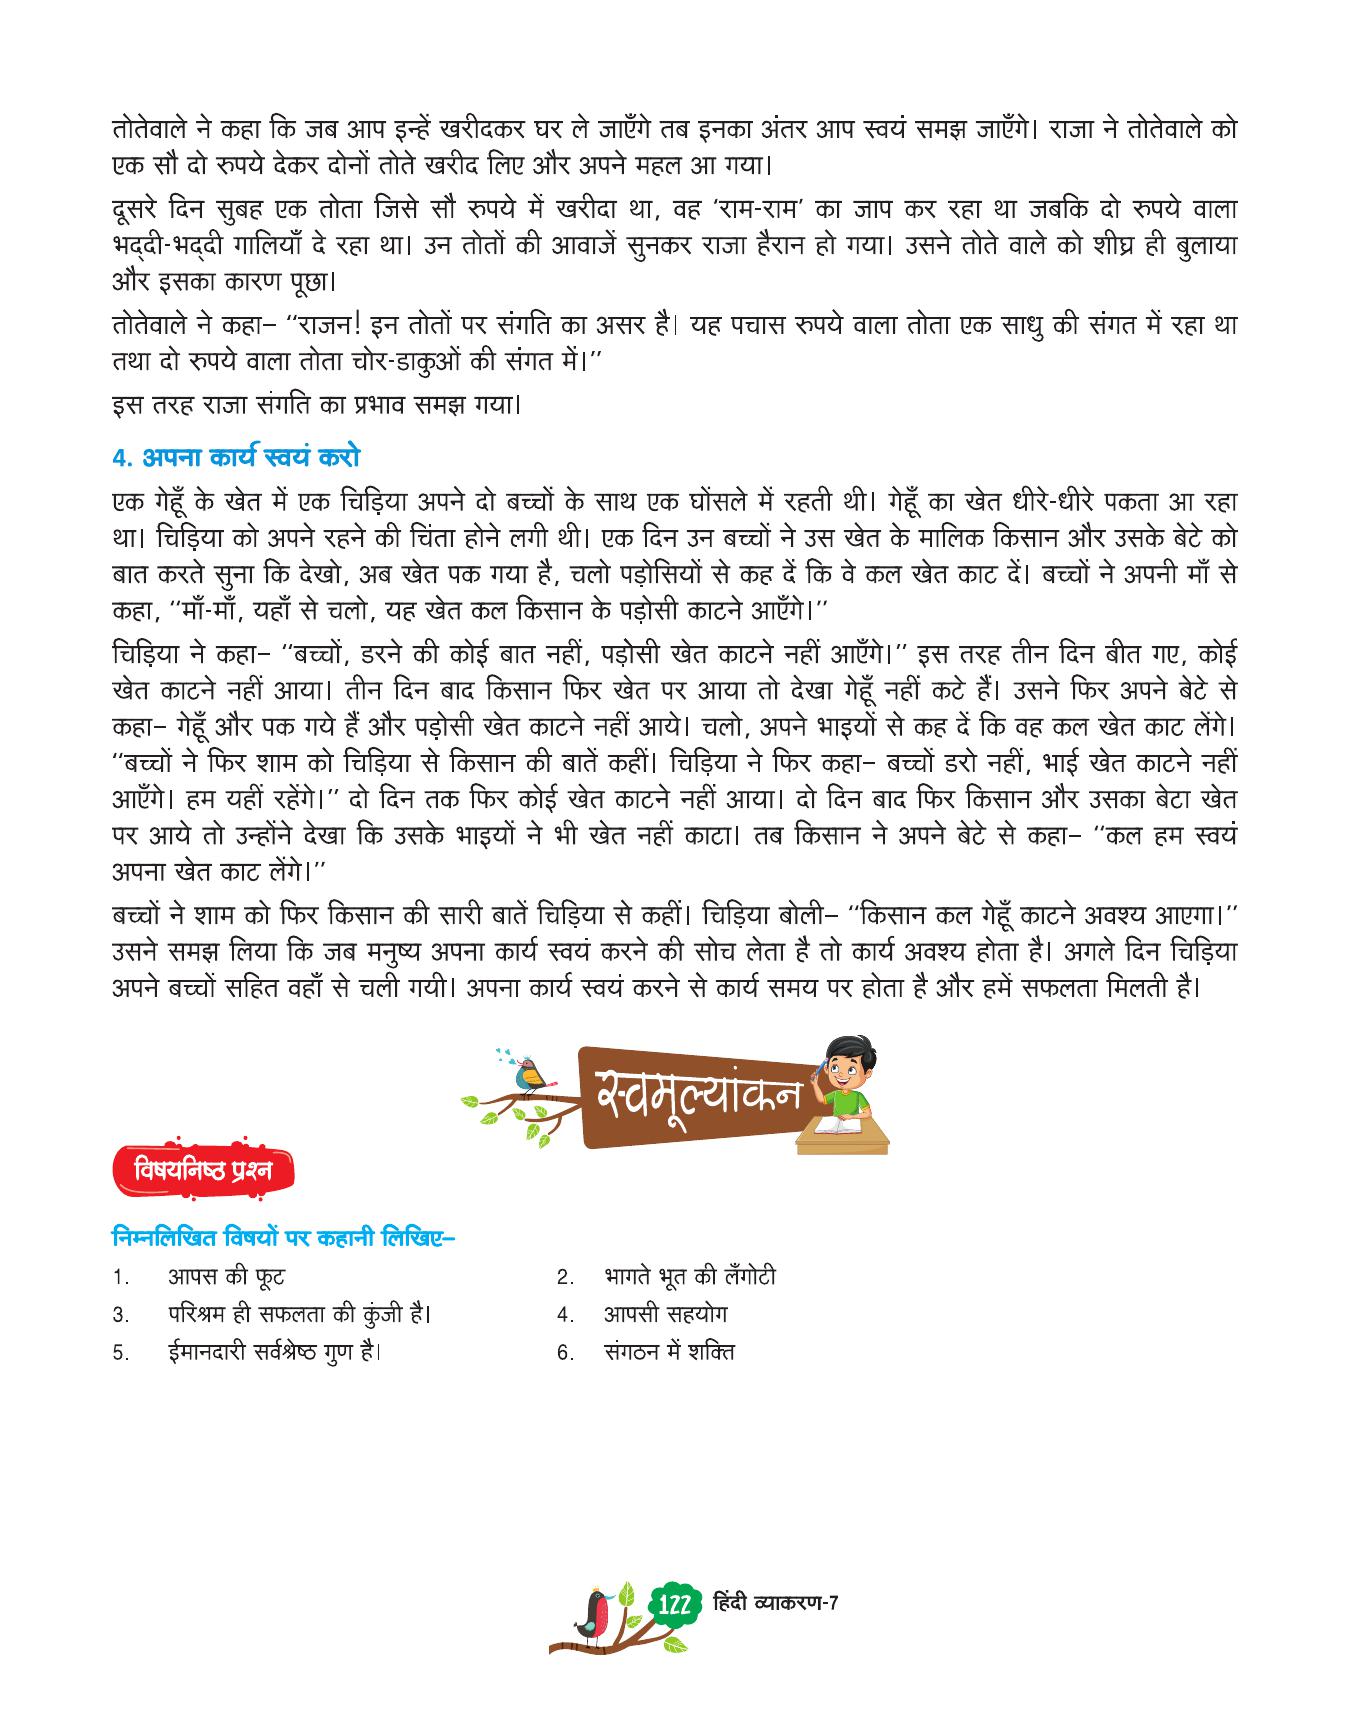 तोतेवाले ने कहा कि जब आप इन्हें खरीदकर घर ले जाएँगे तब इनका अंतर आप स्वयं समझ जाएँगे। राजा ने तोतेवाले को
एक सौ दो रुपये देकर दोनों तोते खरीद लिए और अपने महल आ गया।
दूसरे दिन सुबह एक तोता जिसे सौ रुपये में खरीदा था, वह ‘राम-राम’ का जाप कर रहा था जबकि दो रुपये वाला
भद्दी-भद्दी गालियाँ दे रहा था। उन तोतों की आवाजें सुनकर राजा हैरान हो गया। उसने तोते वाले को शीघ्र ही बुलाया
और इसका कारण पूछा।
तोतेवाले ने कहा– ‘‘राजन! इन तोतों पर संगति का असर है। यह पचास रुपये वाला तोता एक साधु की संगत में रहा था
तथा दो रुपये वाला तोता चोर-डाकुओं की संगत में।’’
इस तरह राजा संगति का प्रभाव समझ गया।
4. अपना कार्य स्वयं करो
एक गेहूँ के खेत में एक चिड़िया अपने दो बच्चों के साथ एक घोंसले में रहती थी। गेहूँ का खेत धीरे-धीरे पकता आ रहा
था। चिड़िया को अपने रहने की चिंता होने लगी थी। एक दिन उन बच्चों ने उस खेत के मालिक किसान और उसके बेटे को
बात करते सुना कि देखो, अब खेत पक गया है, चलो पड़ोसियों से कह दें कि वे कल खेत काट दें। बच्चों ने अपनी माँ से
कहा, ‘‘माँ-माँ, यहाँ से चलो, यह खेत कल किसान के पड़ोसी काटने आएँगे।’’
चिड़िया ने कहा– ‘‘बच्चों, डरने की कोई बात नहीं, पड़ोसी खेत काटने नहीं आएँगे।’’ इस तरह तीन दिन बीत गए, कोई
खेत काटने नहीं आया। तीन दिन बाद किसान फिर खेत पर आया तो देखा गेहूँ नहीं कटे हैं। उसने फिर अपने बेटे से
कहा– गेहूँ और पक गये हैं और पड़ोसी खेत काटने नहीं आये। चलो, अपने भाइयों से कह दें कि वह कल खेत काट लेंगे।
‘‘बच्चों ने फिर शाम को चिड़िया से किसान की बातें कहीं। चिड़िया ने फिर कहा– बच्चों डरो नहीं, भाई खेत काटने नहीं
आएँगे। हम यहीं रहेंगे।’’ दो दिन तक फिर कोई खेत काटने नहीं आया। दो दिन बाद फिर किसान और उसका बेटा खेत
पर आये तो उन्होंने देखा कि उसके भाइयों ने भी खेत नहीं काटा। तब किसान ने अपने बेटे से कहा– ‘‘कल हम स्वयं
अपना खेत काट लेंगे।’’
बच्चों ने शाम को फिर किसान की सारी बातें चिड़िया से कहीं। चिड़िया बोली– ‘‘किसान कल गेहूँ काटने अवश्य आएगा।’’
उसने समझ लिया कि जब मनुष्य अपना कार्य स्वयं करने की सोच लेता है तो कार्य अवश्य होता है। अगले दिन चिड़िया
अपने बच्चों सहित वहाँ से चली गयी। अपना कार्य स्वयं करने से कार्य समय पर होता है और हमें सफलता मिलती है।
स्वमूल्यांकन
विषयनिष्ठ प्रश्न
निम्नलिखित विषयों पर कहानी लिखिए–
1. आपस की फूट 2. भागते भूत की लँगोटी
3. परिश्रम ही सफलता की कुंजी है। 4. आपसी सहयोग
5. ईमानदारी सर्वश्रेष्ठ गुण है। 6. संगठन में शक्ति
122 हिंदी व्याकरण-7